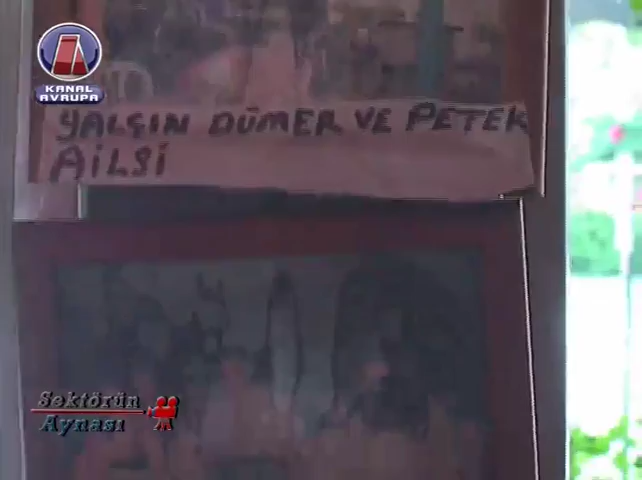 KANAL
AVRUPA
YALÇIN DÜMER VE PETEK
AİLSİ
Sektörün
Aynası